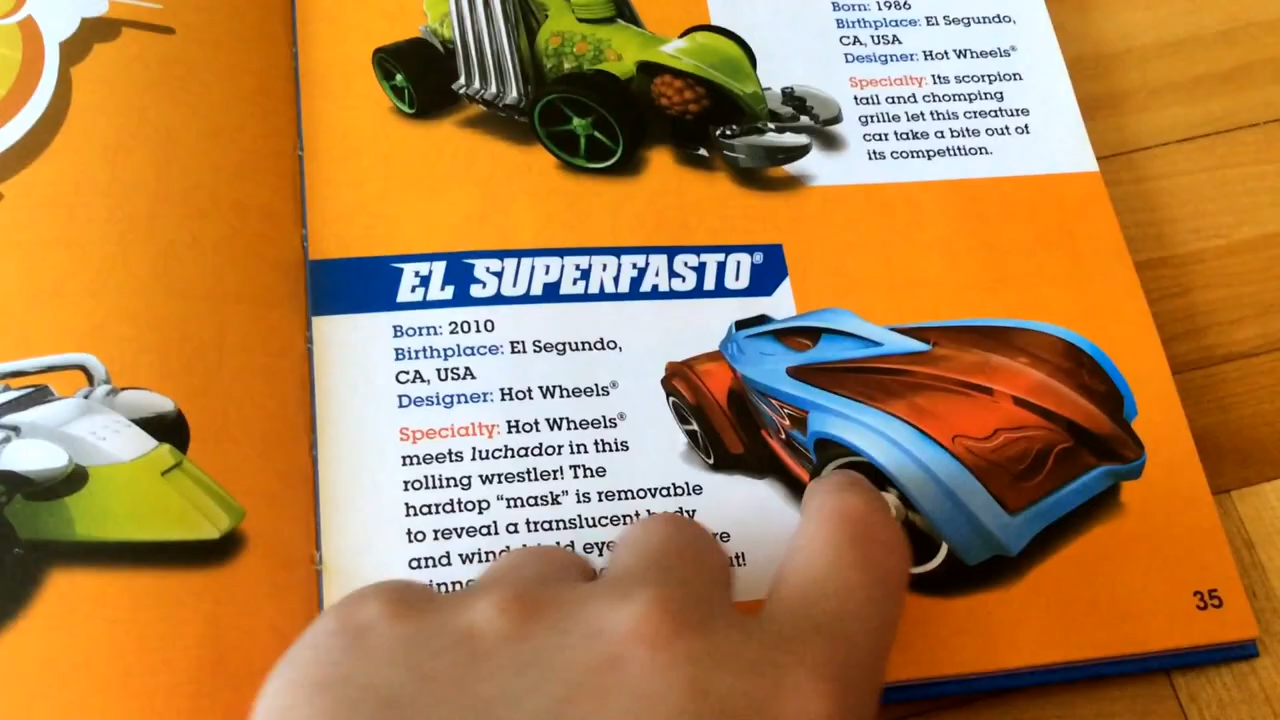 Born: 1986
Birthplace: El Segundo,
CA, USA
Designer: Hot Wheels®
Specialty: Its scorpion
tail and chomping
grille let this creature
car take a bite out of
its competition.
EL SUPERFASTO®
Born: 2010
Birthplace: El Segundo,
CA, USA
Designer: Hot Wheels®
Specialty: Hot Wheels®
meets luchador in this
rolling wrestler! The
hardtop “mask” is removable
to reveal a translucent body
and
35